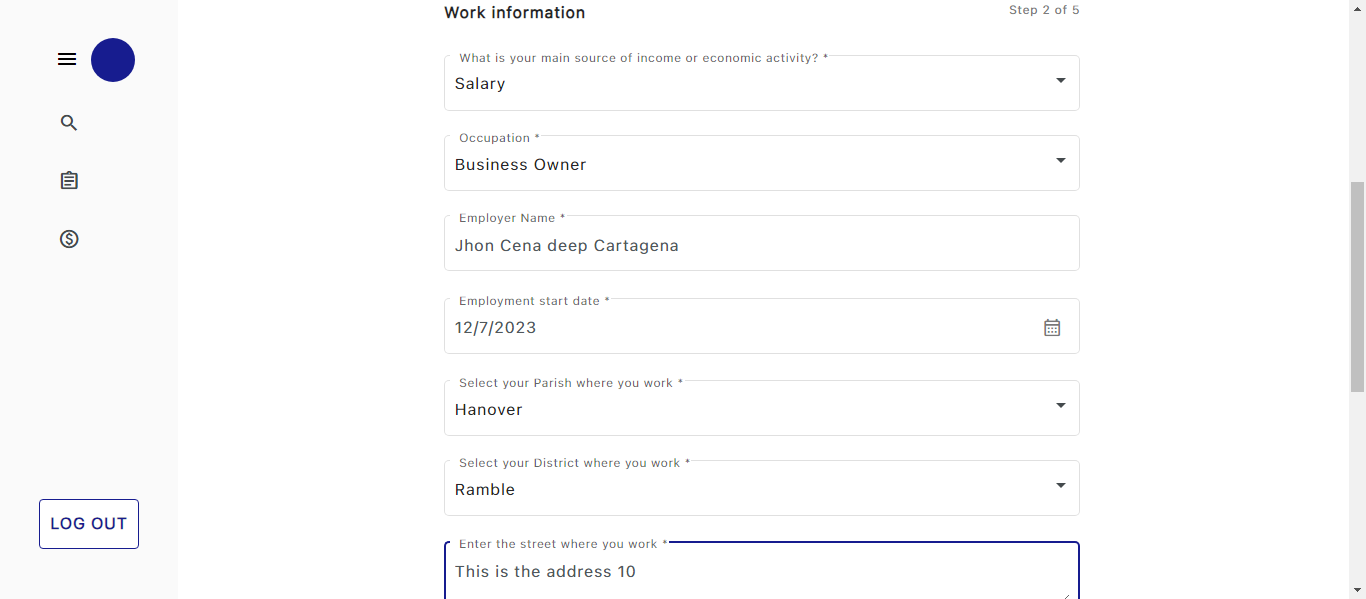 Work information
Step 2 of 5
What is your main source of income or economic activity? *
Salary
Occupation *
Business Owner
Employer Name *
Jhon Cena deep Cartagena
Employment start date *
12/7/2023
Select your Parish where you work *
Hanover
Select your District where you work *
Ramble
Enter the street where you work *
This is the address 10
LOG OUT